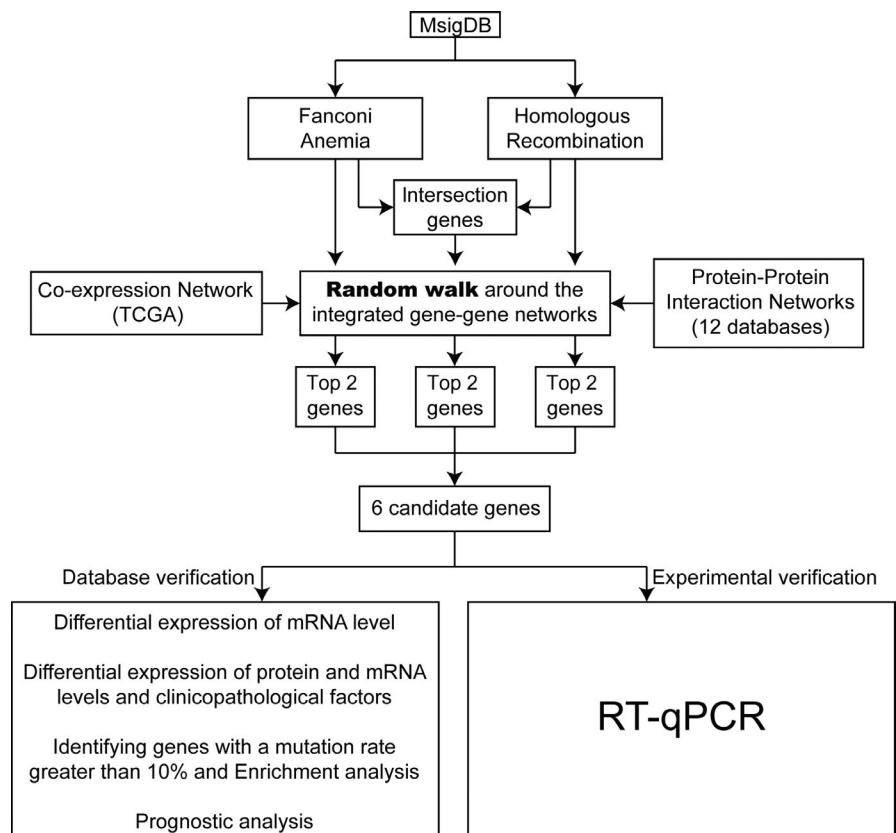 MsigDB
Fanconi
Anemia
Homologous
Recombination
Intersection
genes
Co-expression Network
(TCGA)
Random walk around the
integrated gene-gene networks
Protein-Protein
Interaction Networks
(12 databases)
Top 2
genes
Top 2
genes
Top 2
genes
6 candidate genes
Database verification
Experimental verification
Differential expression of mRNA level
Differential expression of protein and mRNA
levels and clinicopathological factors
Identifying genes with a mutation rate
greater than 10% and Enrichment analysis
Prognostic analysis
RT-qPCR